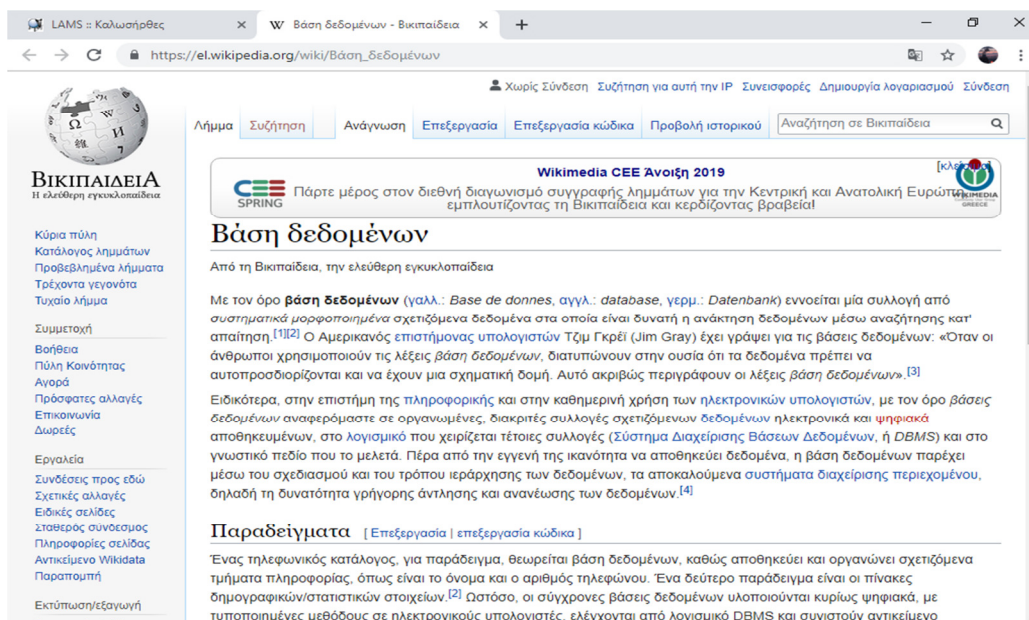 LAMS :: Καλωσήρθες
Βάση δεδομένων - Βικιπαίδεια
https://el.wikipedia.org/wiki/Βάση_δεδομένων
Χωρίς Σύνδεση Συζήτηση για αυτή την IP Συνεισφορές Δημιουργία λογαριασμού Σύνδεση
Λήμμα Συζήτηση Ανάγνωση Επεξεργασία Επεξεργασία κώδικα Προβολή ιστορικού Αναζήτηση σε Βικιπαίδεια
ΒΙΚΙΠΑΙΔΕΙΑ
Η ελεύθερη εγκυκλοπαίδεια
Κύρια πύλη
Κατάλογος λημμάτων
Προβεβλημένα λήμματα
Τρέχοντα γεγονότα
Τυχαίο λήμμα
Συμμετοχή
Βοήθεια
Πύλη Κοινότητας
Αγορά
Πρόσφατες αλλαγές
Επικοινωνία
Δωρεές
Εργαλεία
Συνδέσεις προς εδώ
Σχετικές αλλαγές
Ειδικές σελίδες
Σταθερός σύνδεσμος
Πληροφορίες σελίδας
Αντικείμενο Wikidata
Παραπομπή
Εκτύπωση/εξαγωγή
CEE
SPRING
Wikimedia CEE Άνοιξη 2019
Πάρτε μέρος στον διεθνή διαγωνισμό συγγραφής λημμάτων για την Κεντρική και Ανατολική Ευρώπη,
εμπλουτίζοντας τη Βικιπαίδεια και κερδίζοντας βραβεία!
WIKIMEDIA
GREECE
Βάση δεδομένων
Από τη Βικιπαίδεια, την ελεύθερη εγκυκλοπαίδεια
Με τον όρο βάση δεδομένων (γαλλ.: Base de donnes, αγγλ.: database, γερμ.: Datenbank) εννοείται μία συλλογή από
συστηματικά μορφοποιημένα σχετιζόμενα δεδομένα στα οποία είναι δυνατή η ανάκτηση δεδομένων μέσω αναζήτησης κατ'
απαίτηση.[1][2] Ο Αμερικανός επιστήμονας υπολογιστών Τζιμ Γκρέϊ (Jim Gray) έχει γράψει για τις βάσεις δεδομένων: «Όταν οι
άνθρωποι χρησιμοποιούν τις λέξεις βάση δεδομένων, διατυπώνουν στην ουσία ότι τα δεδομένα πρέπει να
αυτοπροσδιορίζονται και να έχουν μια σχηματική δομή. Αυτό ακριβώς περιγράφουν οι λέξεις βάση δεδομένων».[3]
Ειδικότερα, στην επιστήμη της πληροφορικής και στην καθημερινή χρήση των ηλεκτρονικών υπολογιστών, με τον όρο βάσεις
δεδομένων αναφερόμαστε σε οργανωμένες, διακριτές συλλογές σχετιζόμενων δεδομένων ηλεκτρονικά και ψηφιακά
αποθηκευμένων, στο λογισμικό που χειρίζεται τέτοιες συλλογές (Σύστημα Διαχείρισης Βάσεων Δεδομένων, ή DBMS) και στο
γνωστικό πεδίο που το μελετά. Πέρα από την εγγενή της ικανότητα να αποθηκεύει δεδομένα, η βάση δεδομένων παρέχει
μέσω του σχεδιασμού και του τρόπου ιεράρχησης των δεδομένων, τα αποκαλούμενα συστήματα διαχείρισης περιεχομένου,
δηλαδή τη δυνατότητα γρήγορης άντλησης και ανανέωσης των δεδομένων.[4]
Παραδείγματα [ Επεξεργασία | επεξεργασία κώδικα ]
Ένας τηλεφωνικός κατάλογος, για παράδειγμα, θεωρείται βάση δεδομένων, καθώς αποθηκεύει και οργανώνει σχετιζόμενα
τμήματα πληροφορίας, όπως είναι το όνομα και ο αριθμός τηλεφώνου. Ένα δεύτερο παράδειγμα είναι οι πίνακες
δημογραφικών/στατιστικών στοιχείων.[2] Ωστόσο, οι σύγχρονες βάσεις δεδομένων υλοποιούνται κυρίως ψηφιακά, με
τυποποιημένες μεθόδους σε ηλεκτρονικούς υπολογιστές, ελέγχονται από λογισμικό DBMS και συνιστούν αντικείμενο